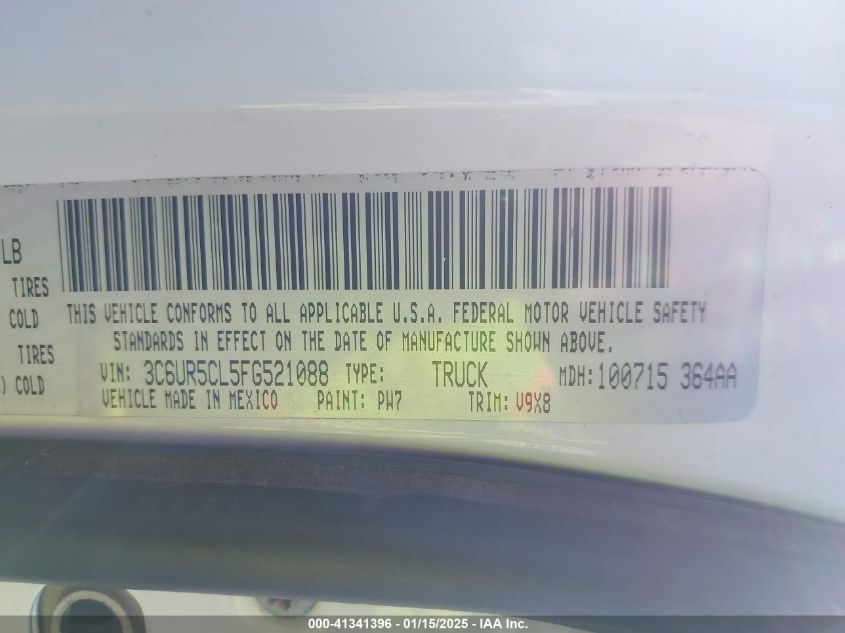 LB
TIRES
COLD
TIRES
) COLD
THIS VEHICLE CONFORMS TO ALL APPLICABLE U.S.A. FEDERAL MOTOR VEHICLE SAFETY
STANDARDS IN EFFECT ON THE DATE OF MANUFACTURE SHOWN ABOVE.
VIN: 3C6UR5CL5FG521088 TYPE: TRUCK MDH: 100715 364AA
VEHICLE MADE IN MEXICO PAINT: PW7 TRIM: V9X8
000-41341396 - 01/15/2025 - IAA Inc.